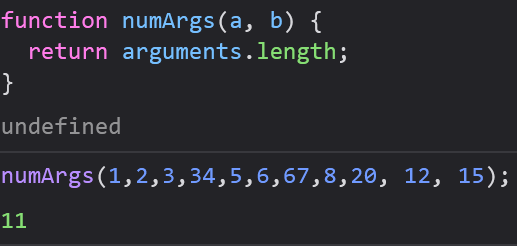 function numArgs(a, b) {
  return arguments.length;
}
undefined
numArgs(1,2,3,34,5,6,67,8,20, 12, 15);
11